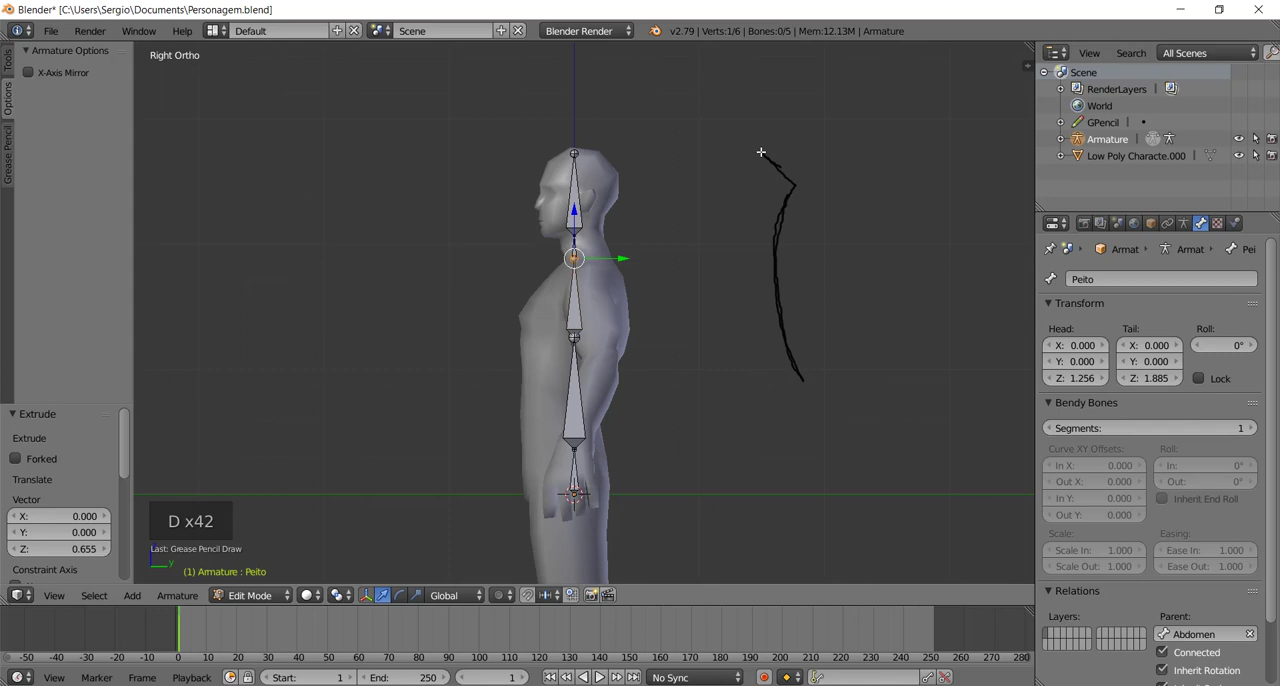 Blender* [C:\Users\Sergio\Documents\Personagem.blend]
File Render Window Help Default Scene Blender Render v2.79 | Verts:1/6 | Bones:0/5 | Mem:12.13M | Armature
Tools
Options
Grease Pencil
Armature Options
X-Axis Mirror
Extrude
Extrude
Forked
Translate
Vector
X: 0.000
Y: 0.000
Z: 0.655
Constraint Axis
Right Ortho
D x42
Last: Grease Pencil Draw
y
(1) Armature : Peito
View Select Add Armature Edit Mode Global
View Search All Scenes
Scene
RenderLayers
World
GPencil
Armature
Low Poly Characte.000
Armat Armat Pei
Peito
Transform
Head: Tail: Roll:
X: 0.000 X: 0.000 0°
Y: 0.000 Y: 0.000
Z: 1.256 Z: 1.885 Lock
Bendy Bones
Segments: 1
Curve XY Offsets: Roll:
In X: 0.000 In: 0°
Out X: 0.000 Out: 0°
In Y: 0.000 Inherit End Roll
Out Y: 0.000
Scale: Easing:
Scale In: 1.000 Ease In: 1.000
Scale Out: 1.000 Ease Out: 1.000
Relations
Layers: Parent:
Abdomen
Connected
Inherit Rotation
-50 -40 -30 -20 -10 0 10 20 30 40 50 60 70 80 90 100 110 120 130 140 150 160 170 180 190 200 210 220 230 240 250 260 270 280
View Marker Frame Playback Start: 1 End: 250 1 No Sync